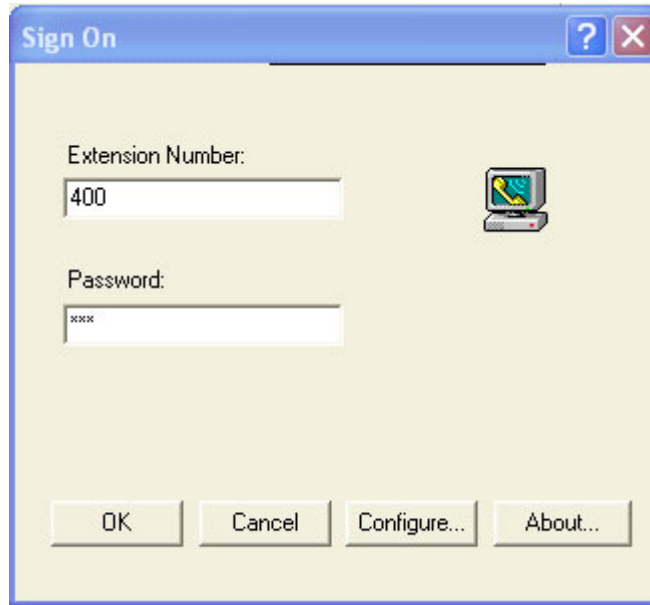 Sign On
Extension Number:
400
Password:
***
OK Cancel Configure... About...